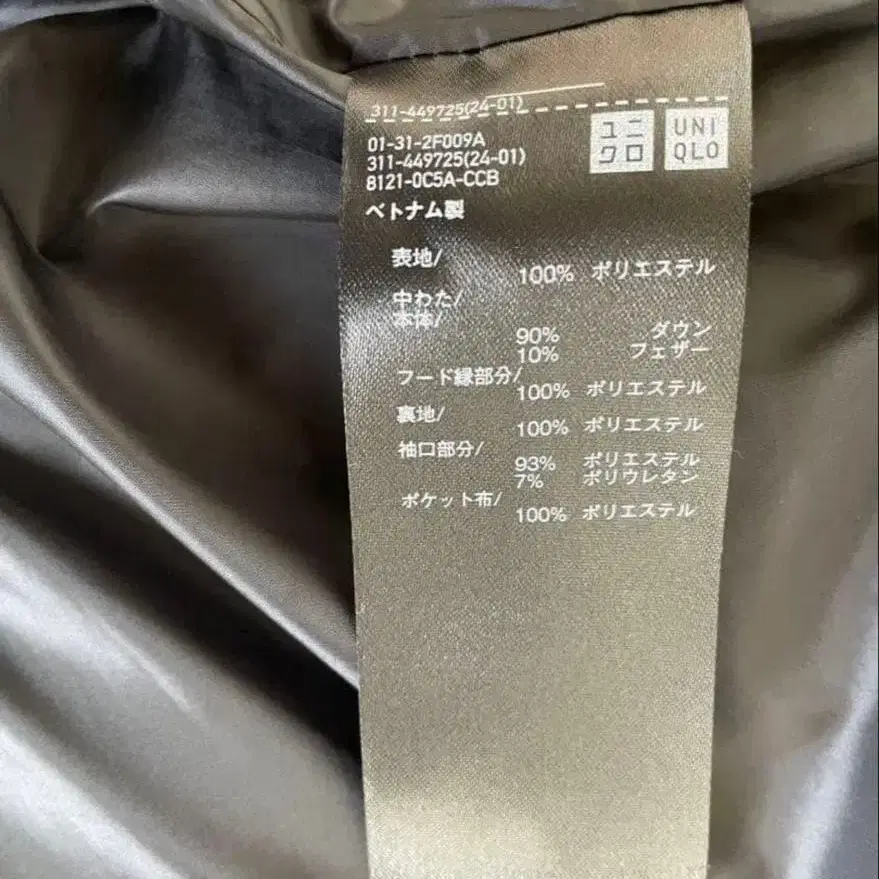 311-449725(24-01)
ユニクロ
UNIQLO
01-31-2F009A
311-449725(24-01)
8121-0C5A-CCB
ベトナム製
表地/
100% ポリエステル
中わた/
本体/
90% ダウン
10% フェザー
フード縁部分/
100% ポリエステル
裏地/
100% ポリエステル
袖口部分/
93% ポリエステル
7% ポリウレタン
ポケット布/
100% ポリエステル